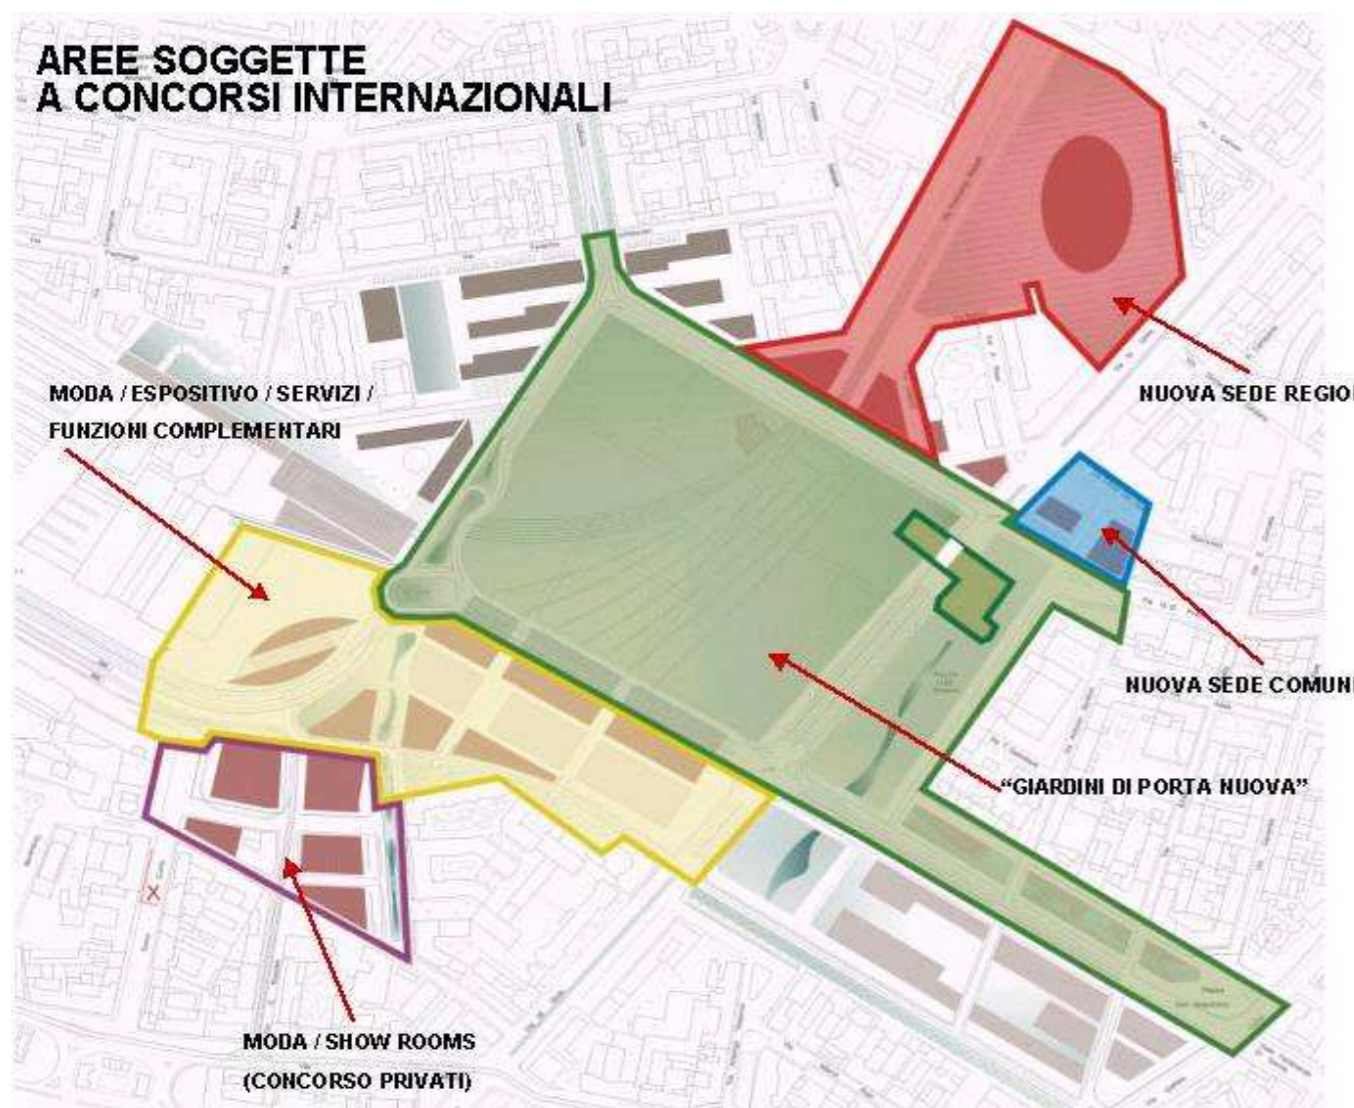 AREE SOGGETTE
A CONCORSI INTERNAZIONALI
MODA / ESPOSITIVO / SERVIZI /
FUNZIONI COMPLEMENTARI
NUOVA SEDE REGIO
NUOVA SEDE COMUN
“GIARDINI DI PORTA NUOVA”
MODA / SHOW ROOMS
(CONCORSO PRIVATI)